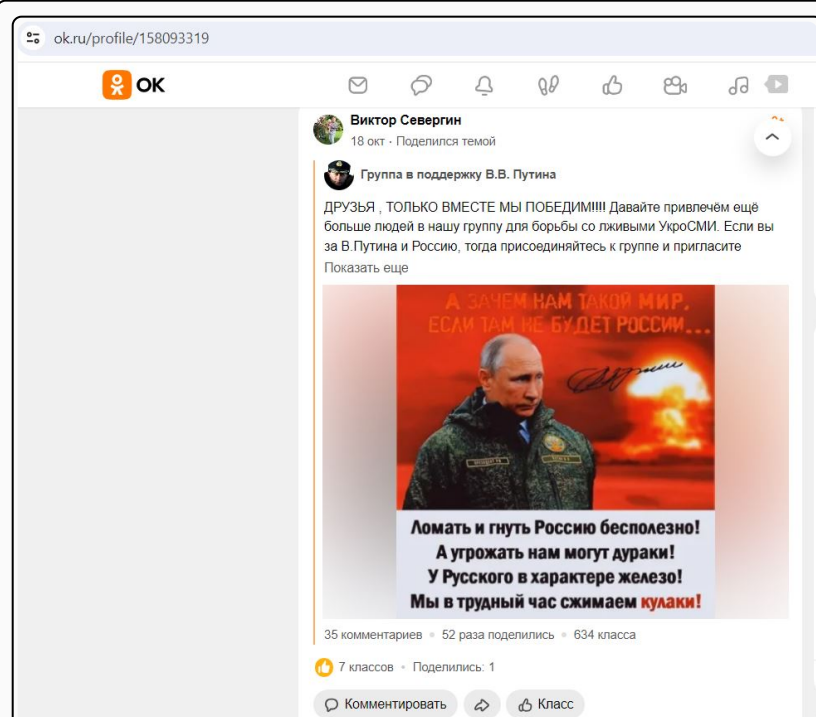 ok.ru/profile/158093319
ОК
Виктор Севергин
18 окт · Поделился темой
Группа в поддержку В.В. Путина
ДРУЗЬЯ , ТОЛЬКО ВМЕСТЕ МЫ ПОБЕДИМ!!!! Давайте привлечём ещё
больше людей в нашу группу для борьбы со лживыми УкроСМИ. Если вы
за В.Путина и Россию, тогда присоединяйтесь к группе и пригласите
Показать еще
А ЗАЧЕМ НАМ ТАКОЙ МИР,
ЕСЛИ ТАМ НЕ БУДЕТ РОССИИ...
Ломать и гнуть Россию бесполезно!
А угрожать нам могут дураки!
У Русского в характере железо!
Мы в трудный час сжимаем кулаки!
35 комментариев • 52 раза поделились • 634 класса
7 классов • Поделились: 1
Комментировать
Класс